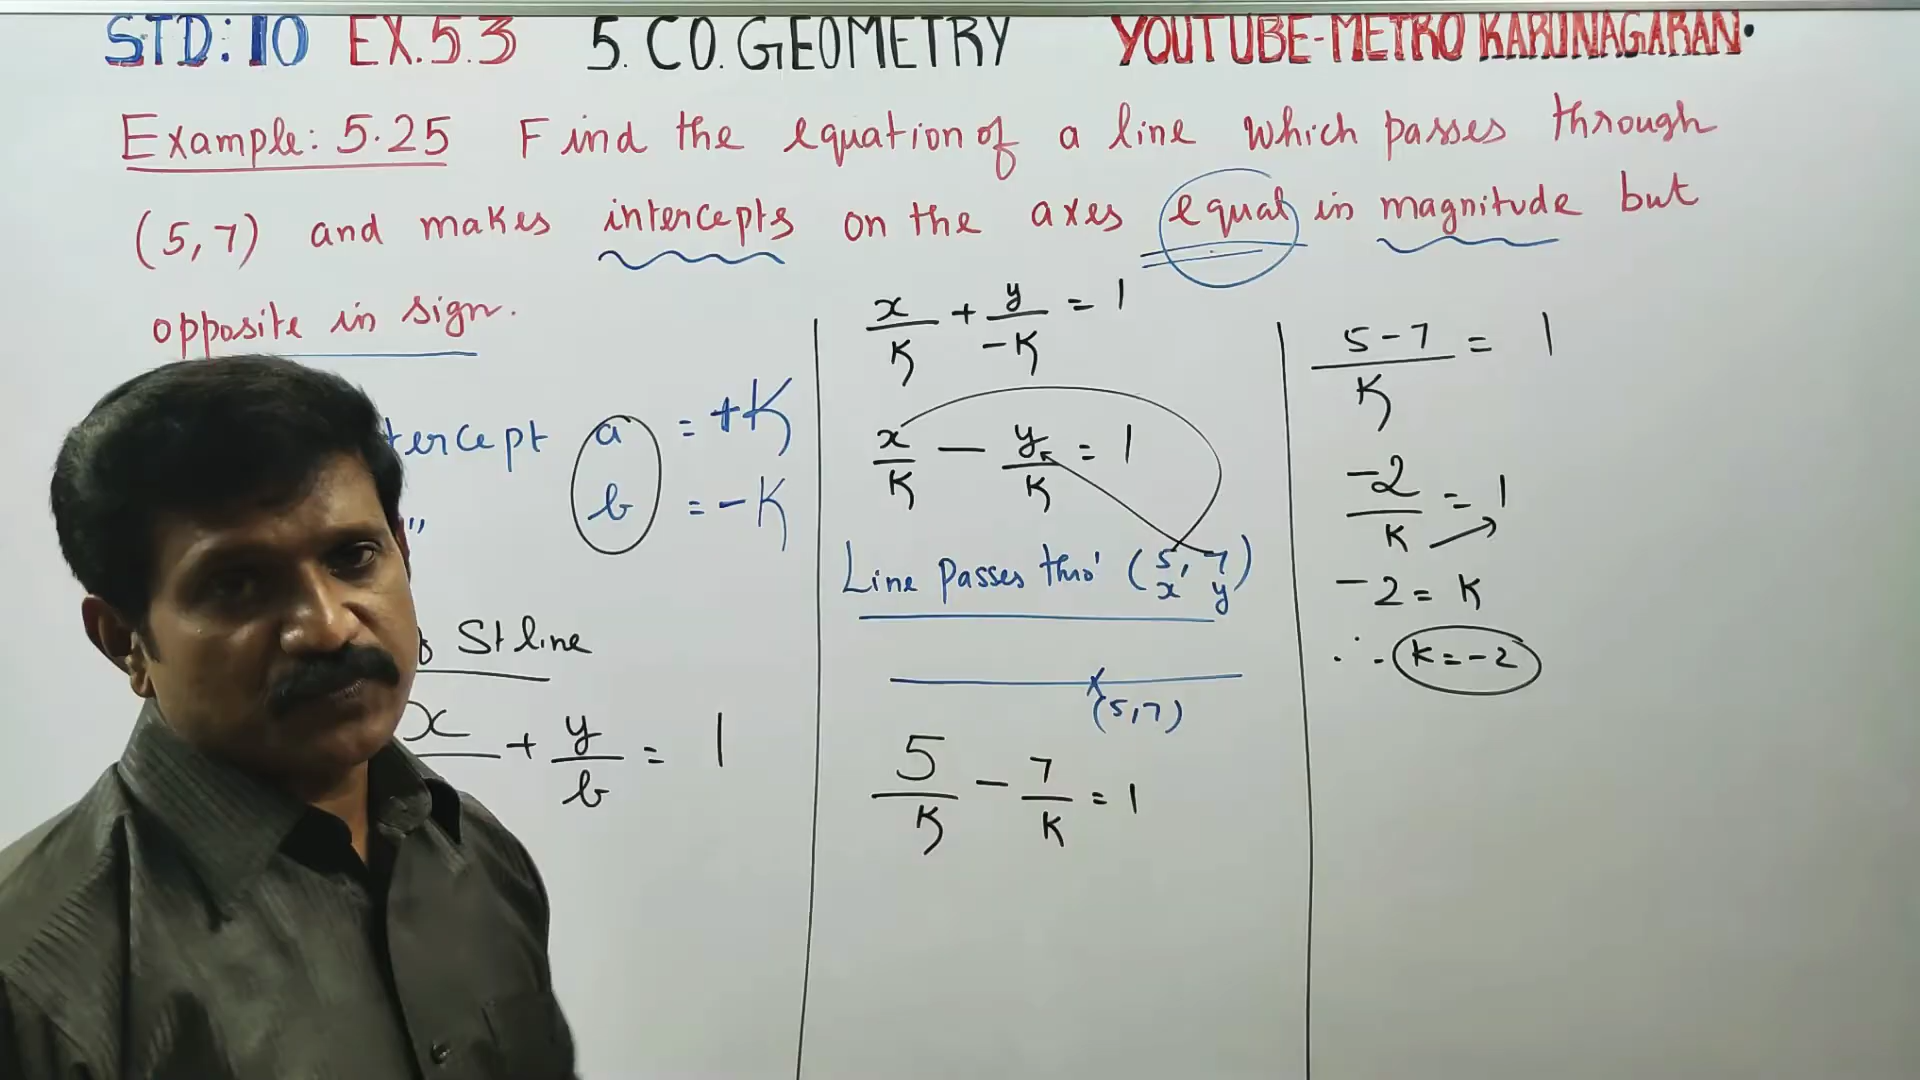 STD: 10 EX.5.3 5. CO. GEOMETRY YOUTUBE-METRO KARUNAGARAN.
Example: 5.25 Find the equation of a line which passes through
(5, 7) and makes intercepts on the axes equal in magnitude but
opposite in sign.
tercept a = +K
" b = -K
St line
x + y/b = 1
x/K + y/-K = 1
x/K - y/K = 1
Line passes thro' (5, 7)
x y
(5,7)
5/K - 7/K = 1
5-7/K = 1
-2/K = 1
-2 = K
∴ K = -2